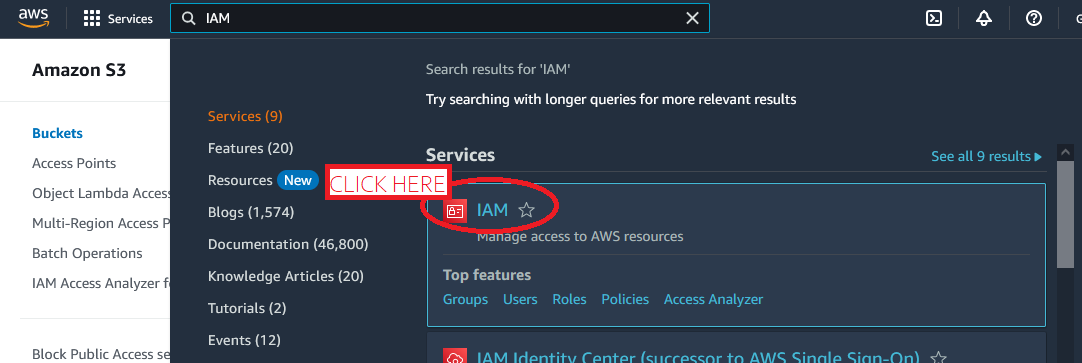 aws
Services
IAM
G
Amazon S3
Buckets
Access Points
Object Lambda Access
Multi-Region Access P
Batch Operations
IAM Access Analyzer fo
Block Public Access se
Services (9)
Features (20)
Resources New
Blogs (1,574)
Documentation (46,800)
Knowledge Articles (20)
Tutorials (2)
Events (12)
Search results for 'IAM'
Try searching with longer queries for more relevant results
Services
See all 9 results
CLICK HERE
IAM
Manage access to AWS resources
Top features
Groups Users Roles Policies Access Analyzer
IAM Identity Center (successor to AWS Single Sign-On)